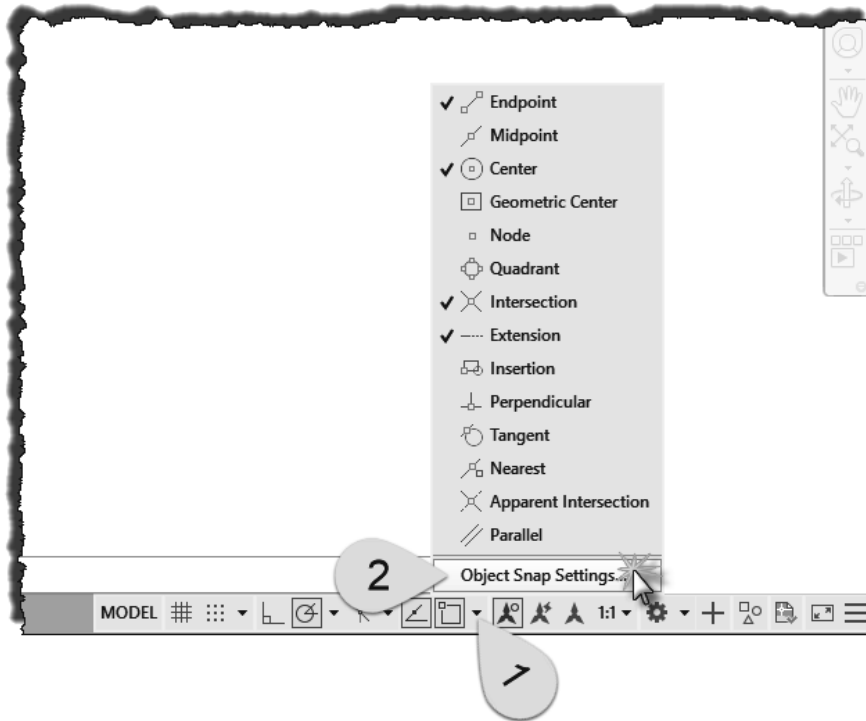 Endpoint
Midpoint
Center
Geometric Center
Node
Quadrant
Intersection
Extension
Insertion
Perpendicular
Tangent
Nearest
Apparent Intersection
Parallel
2
Object Snap Settings...
MODEL 1:1
1